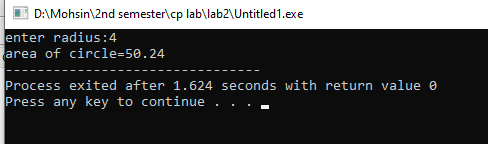 D:\Mohsin\2nd semester\cp lab\lab2\Untitled1.exe
enter radius:4
area of circle=50.24
--------------------------------
Process exited after 1.624 seconds with return value 0
Press any key to continue . . .